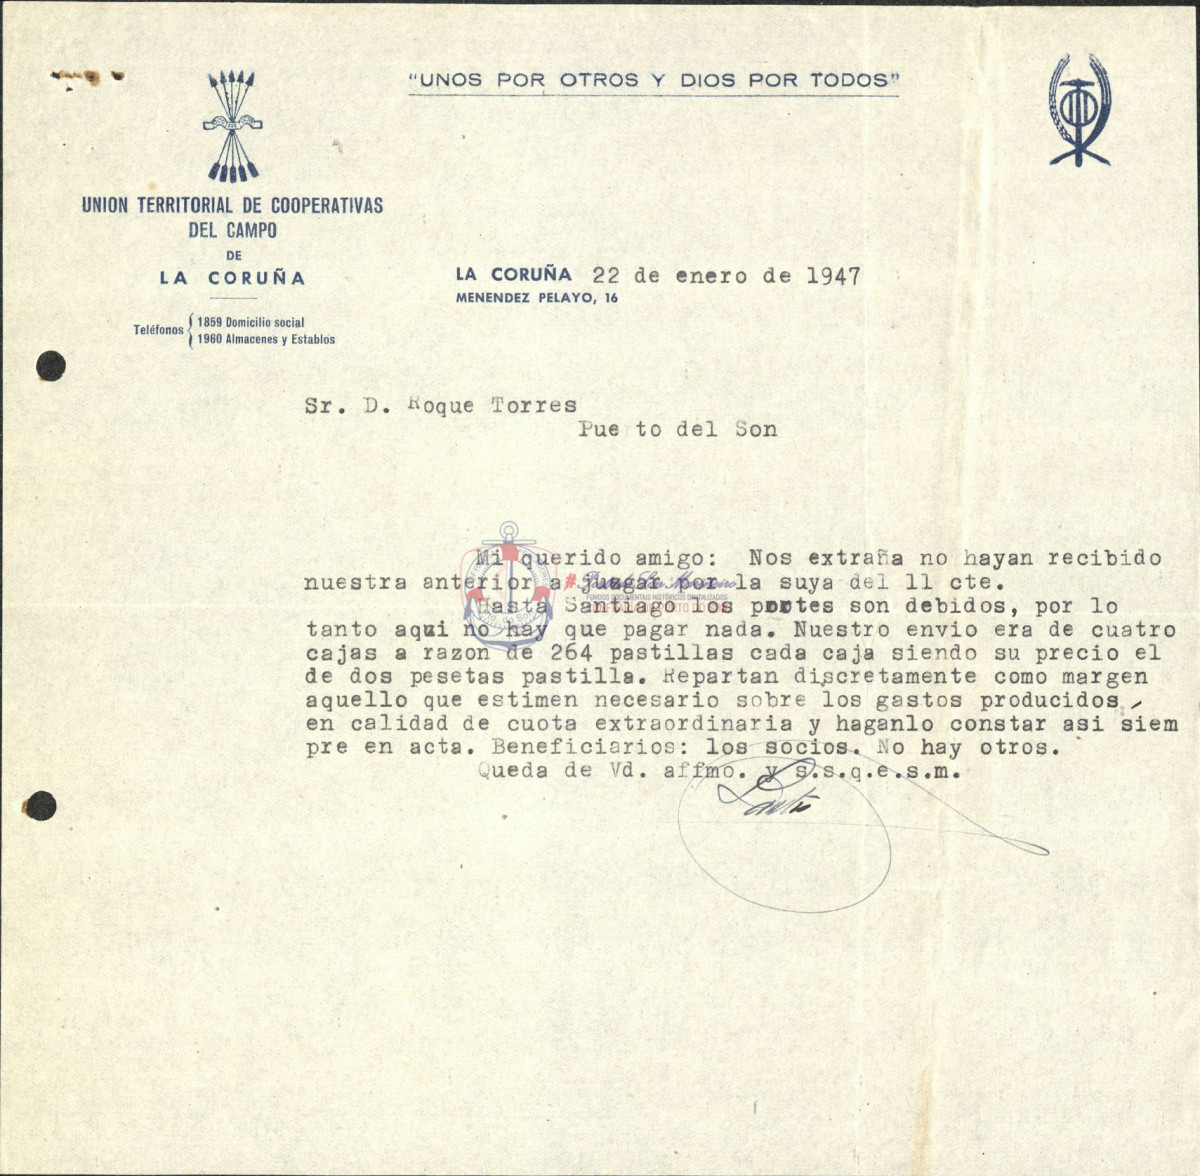 "UNOS POR OTROS Y DIOS POR TODOS"
UNION TERRITORIAL DE COOPERATIVAS
DEL CAMPO
DE
LA CORUÑA
Teléfonos { 1859 Domicilio social
1960 Almacenes y Establos
LA CORUÑA 22 de enero de 1947
MENENDEZ PELAYO, 16
Sr. D. Roque Torres
Puerto del Son
Mi querido amigo: Nos extraña no hayan recibido
nuestra anterior a juzgar por la suya del 11 cte.
Hasta Santiago los portes son debidos, por lo
tanto aqui no hay que pagar nada. Nuestro envio era de cuatro
cajas a razon de 264 pastillas cada caja siendo su precio el
de dos pesetas pastilla. Repartan discretamente como margen
aquello que estimen necesario sobre los gastos producidos,
en calidad de cuota extraordinaria y haganlo constar asi siem
pre en acta. Beneficiarios: los socios. No hay otros.
Queda de Vd. affmo. y s.s.q.e.s.m.
FONDOS DOCUMENTAIS HISTÓRICOS DIXITALIZADOS